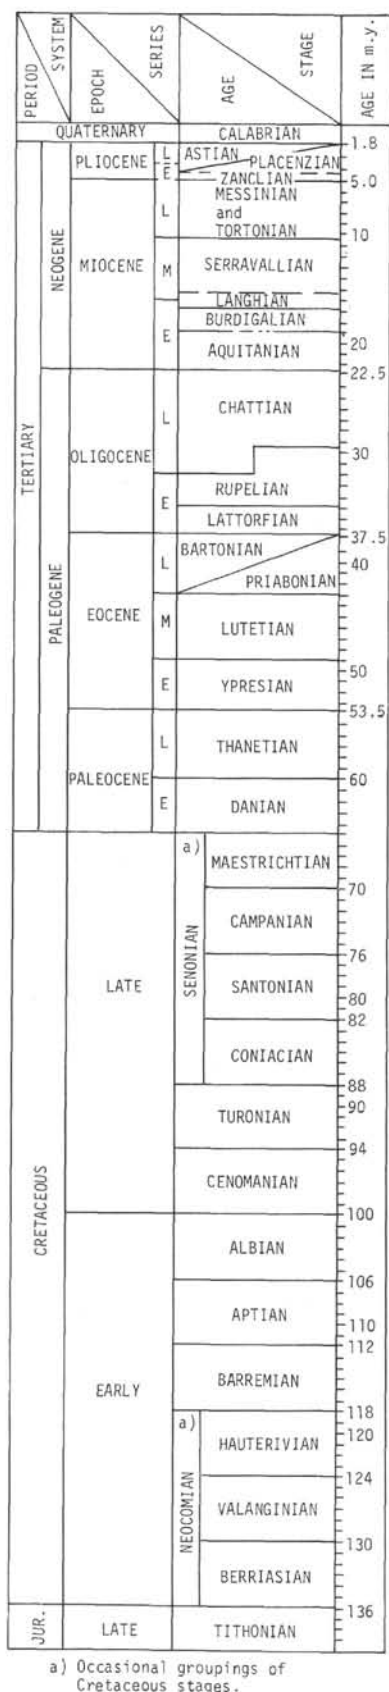 PERIOD SYSTEM EPOCH SERIES AGE STAGE AGE IN m.y.
QUATERNARY CALABRIAN
1.8
PLIOCENE L ASTIAN
E PLACENZIAN
ZANCLIAN 5.0
MESSINIAN
L and
TORTONIAN 10
NEOGENE MIOCENE M SERRAVALLIAN
LANGHIAN
BURDIGALIAN
E 20
AQUITANIAN
22.5
TERTIARY
L CHATTIAN
OLIGOCENE 30
E RUPELIAN
LATTORFIAN
37.5
BARTONIAN
L 40
PRIABONIAN
PALEOGENE EOCENE M LUTETIAN
50
E YPRESIAN
53.5
L THANETIAN
PALEOCENE 60
E DANIAN
a)
MAESTRICHTIAN
70
CAMPANIAN
76
LATE SENONIAN SANTONIAN
80
82
CONIACIAN
88
90
TURONIAN
94
CENOMANIAN
CRETACEOUS
100
ALBIAN
106
APTIAN
110
112
EARLY BARREMIAN
118
a)
120
HAUTERIVIAN
124
NEOCOMIAN VALANGINIAN
130
BERRIASIAN
136
JUR. LATE TITHONIAN
a) Occasional groupings of
Cretaceous stages.